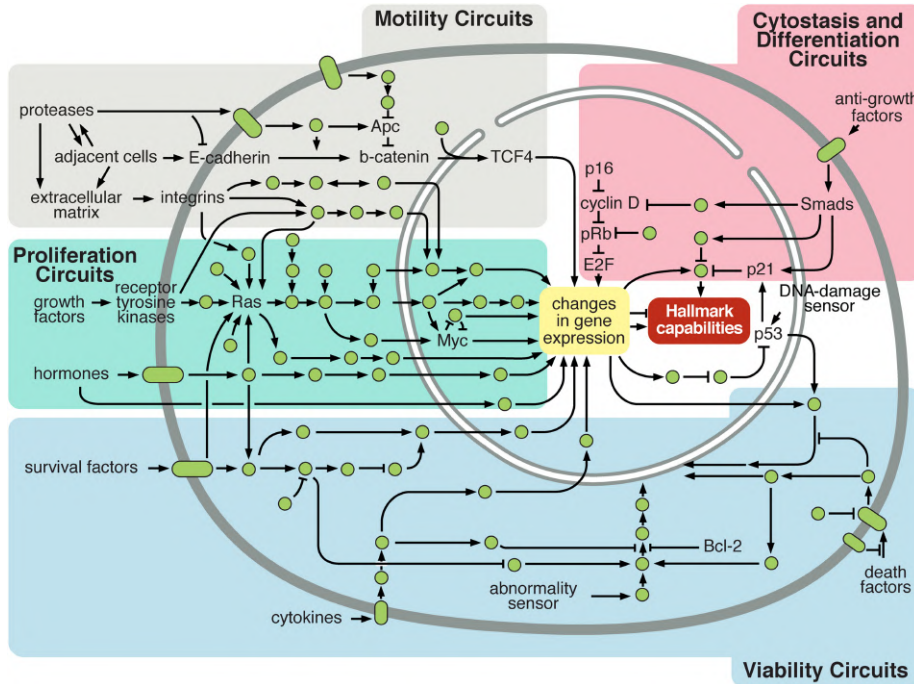 Motility Circuits
Cytostasis and
Differentiation
Circuits
proteases
Apc
anti-growth
factors
adjacent cells
E-cadherin
b-catenin
TCF4
p16
extracellular
matrix
integrins
cyclin D
Smads
pRb
Proliferation
Circuits
E2F
p21
growth
factors
receptor
tyrosine
kinases
Ras
changes
in gene
expression
Hallmark
capabilities
DNA-damage
sensor
Myc
p53
hormones
survival factors
Bcl-2
abnormality
sensor
death
factors
cytokines
Viability Circuits